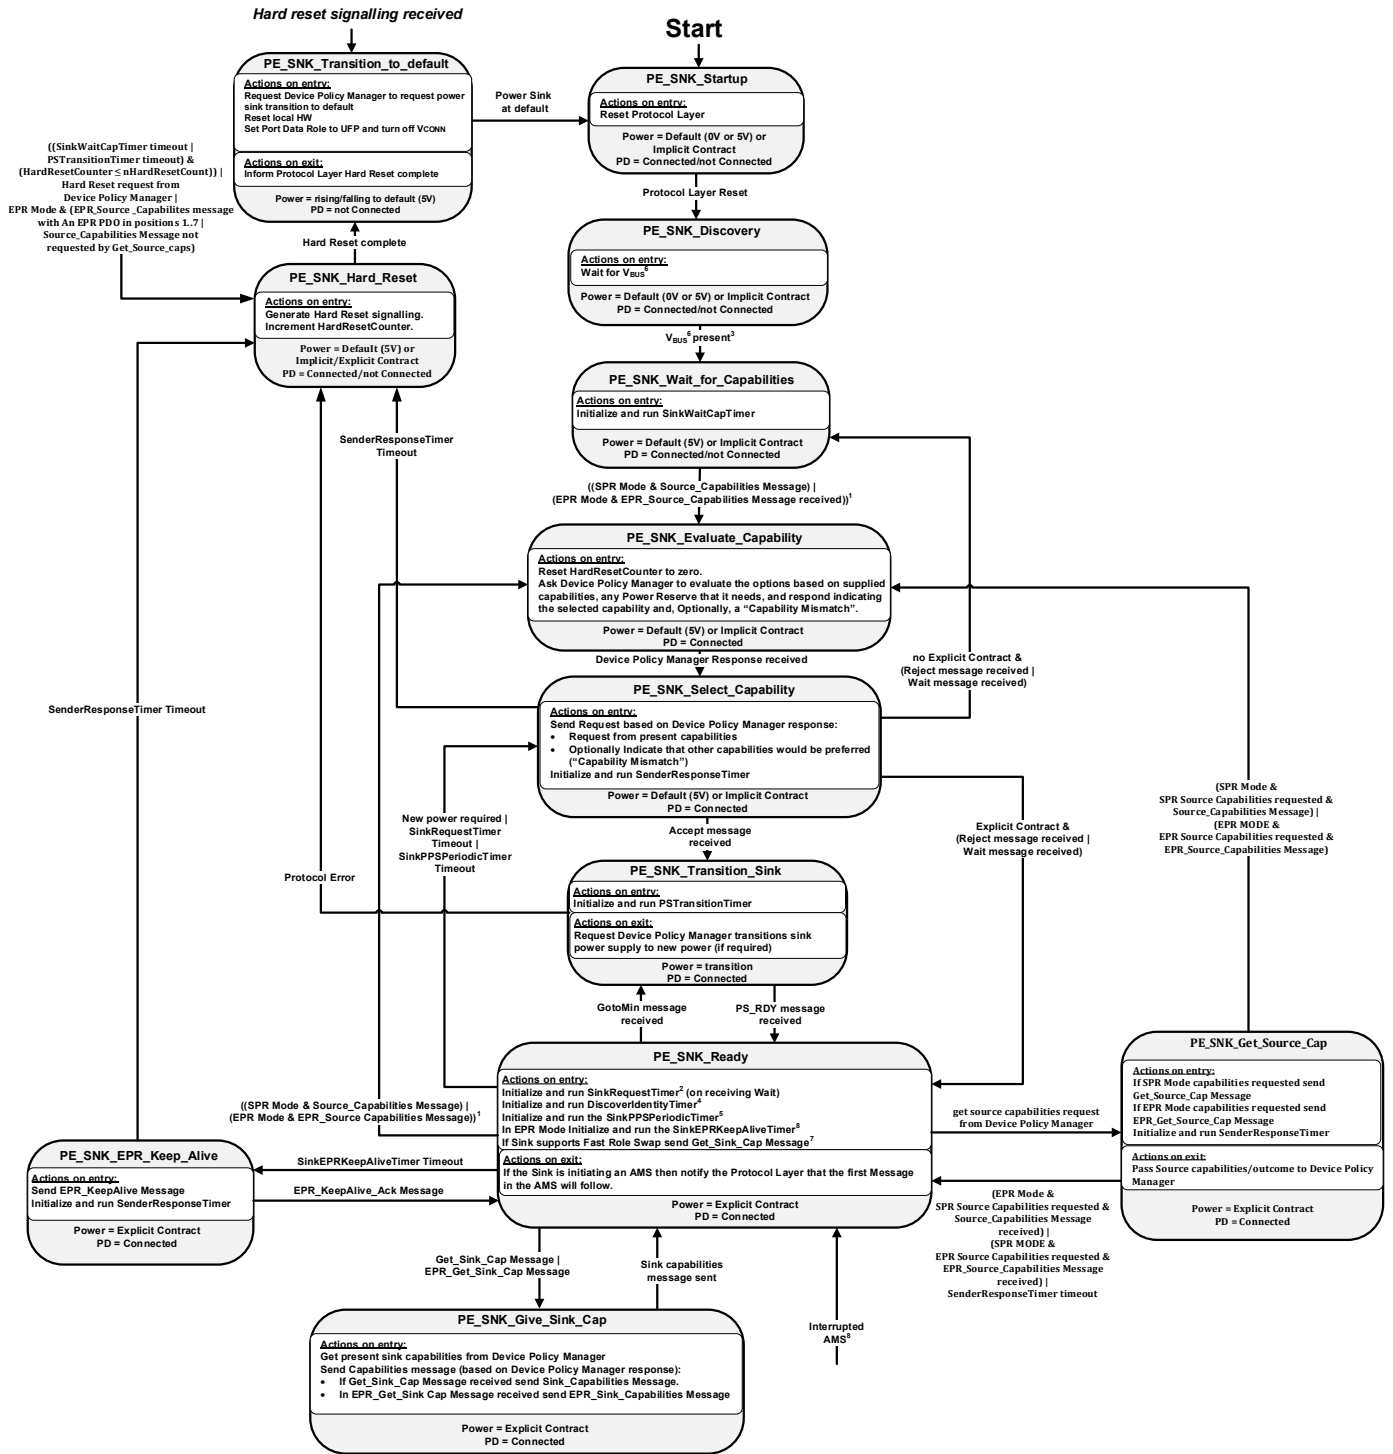 Hard reset signalling received
Start
PE_SNK_Transition_to_default
Actions on entry:
Request Device Policy Manager to request power
sink transition to default
Reset local HW
Set Port Data Role to UFP and turn off VCONN
Actions on exit:
Inform Protocol Layer Hard Reset complete
Power = rising/falling to default (5V)
PD = not Connected
Power Sink
at default
PE_SNK_Startup
Actions on entry:
Reset Protocol Layer
Power = Default (0V or 5V) or
Implicit Contract
PD = Connected/not Connected
((SinkWaitCapTimer timeout |
PSTransitionTimer timeout) &
(HardResetCounter ≤ nHardResetCount)) |
Hard Reset request from
Device Policy Manager |
EPR Mode & (EPR_Source _Capabilites message
with An EPR PDO in positions 1..7 |
Source_Capabilities Message not
requested by Get_Source_caps)
Hard Reset complete
Protocol Layer Reset
PE_SNK_Discovery
Actions on entry:
Wait for VBUS6
Power = Default (0V or 5V) or Implicit Contract
PD = Connected/not Connected
PE_SNK_Hard_Reset
Actions on entry:
Generate Hard Reset signalling.
Increment HardResetCounter.
Power = Default (5V) or
Implicit/Explicit Contract
PD = Connected/not Connected
VBUS6 present3
PE_SNK_Wait_for_Capabilities
Actions on entry:
Initialize and run SinkWaitCapTimer
Power = Default (5V) or Implicit Contract
PD = Connected/not Connected
SenderResponseTimer
Timeout
((SPR Mode & Source_Capabilities Message) |
(EPR Mode & EPR_Source_Capabilities Message received))1
PE_SNK_Evaluate_Capability
Actions on entry:
Reset HardResetCounter to zero.
Ask Device Policy Manager to evaluate the options based on supplied
capabilities, any Power Reserve that it needs, and respond indicating
the selected capability and, Optionally, a “Capability Mismatch”.
Power = Default (5V) or Implicit Contract
PD = Connected
Device Policy Manager Response received
no Explicit Contract &
(Reject message received |
Wait message received)
SenderResponseTimer Timeout
PE_SNK_Select_Capability
Actions on entry:
Send Request based on Device Policy Manager response:
• Request from present capabilities
• Optionally Indicate that other capabilities would be preferred
(“Capability Mismatch”)
Initialize and run SenderResponseTimer
Power = Default (5V) or Implicit Contract
PD = Connected
New power required |
SinkRequestTimer
Timeout |
SinkPPSPeriodicTimer
Timeout
Accept message
received
Explicit Contract &
(Reject message received |
Wait message received)
(SPR Mode &
SPR Source Capabilities requested &
Source_Capabilities Message) |
(EPR MODE &
EPR Source Capabilities requested &
EPR_Source_Capabilities Message)
Protocol Error
PE_SNK_Transition_Sink
Actions on entry:
Initialize and run PSTransitionTimer
Actions on exit:
Request Device Policy Manager transitions sink
power supply to new power (if required)
Power = transition
PD = Connected
GotoMin message
received
PS_RDY message
received
PE_SNK_Ready
Actions on entry:
Initialize and run SinkRequestTimer2 (on receiving Wait)
Initialize and run DiscoverIdentityTimer4
Initialize and run the SinkPPSPeriodicTimer5
In EPR Mode Initialize and run the SinkEPRKeepAliveTimer8
If Sink supports Fast Role Swap send Get_Sink_Cap Message7
Actions on exit:
If the Sink is initiating an AMS then notify the Protocol Layer that the first Message
in the AMS will follow.
Power = Explicit Contract
PD = Connected
((SPR Mode & Source_Capabilities Message) |
(EPR Mode & EPR_Source Capabilities Message))1
get source capabilities request
from Device Policy Manager
PE_SNK_Get_Source_Cap
Actions on entry:
If SPR Mode capabilities requested send
Get_Source_Cap Message
If EPR Mode capabilities requested send
EPR_Get_Source_Cap Message
Initialize and run SenderResponseTimer
Actions on exit:
Pass Source capabilities/outcome to Device Policy
Manager
Power = Explicit Contract
PD = Connected
PE_SNK_EPR_Keep_Alive
Actions on entry:
Send EPR_KeepAlive Message
Initialize and run SenderResponseTimer
Power = Explicit Contract
PD = Connected
SinkEPRKeepAliveTimer Timeout
EPR_KeepAlive_Ack Message
(EPR Mode &
SPR Source Capabilities requested &
Source_Capabilities Message
received) |
(SPR MODE &
EPR Source Capabilities requested &
EPR_Source_Capabilities Message
received) |
SenderResponseTimer timeout
Get_Sink_Cap Message |
EPR_Get_Sink_Cap Message
Sink capabilities
message sent
Interrupted
AMS8
PE_SNK_Give_Sink_Cap
Actions on entry:
Get present sink capabilities from Device Policy Manager
Send Capabilities message (based on Device Policy Manager response):
• If Get_Sink_Cap Message received send Sink_Capabilities Message.
• In EPR_Get_Sink Cap Message received send EPR_Sink_Capabilities Message
Power = Explicit Contract
PD = Connected